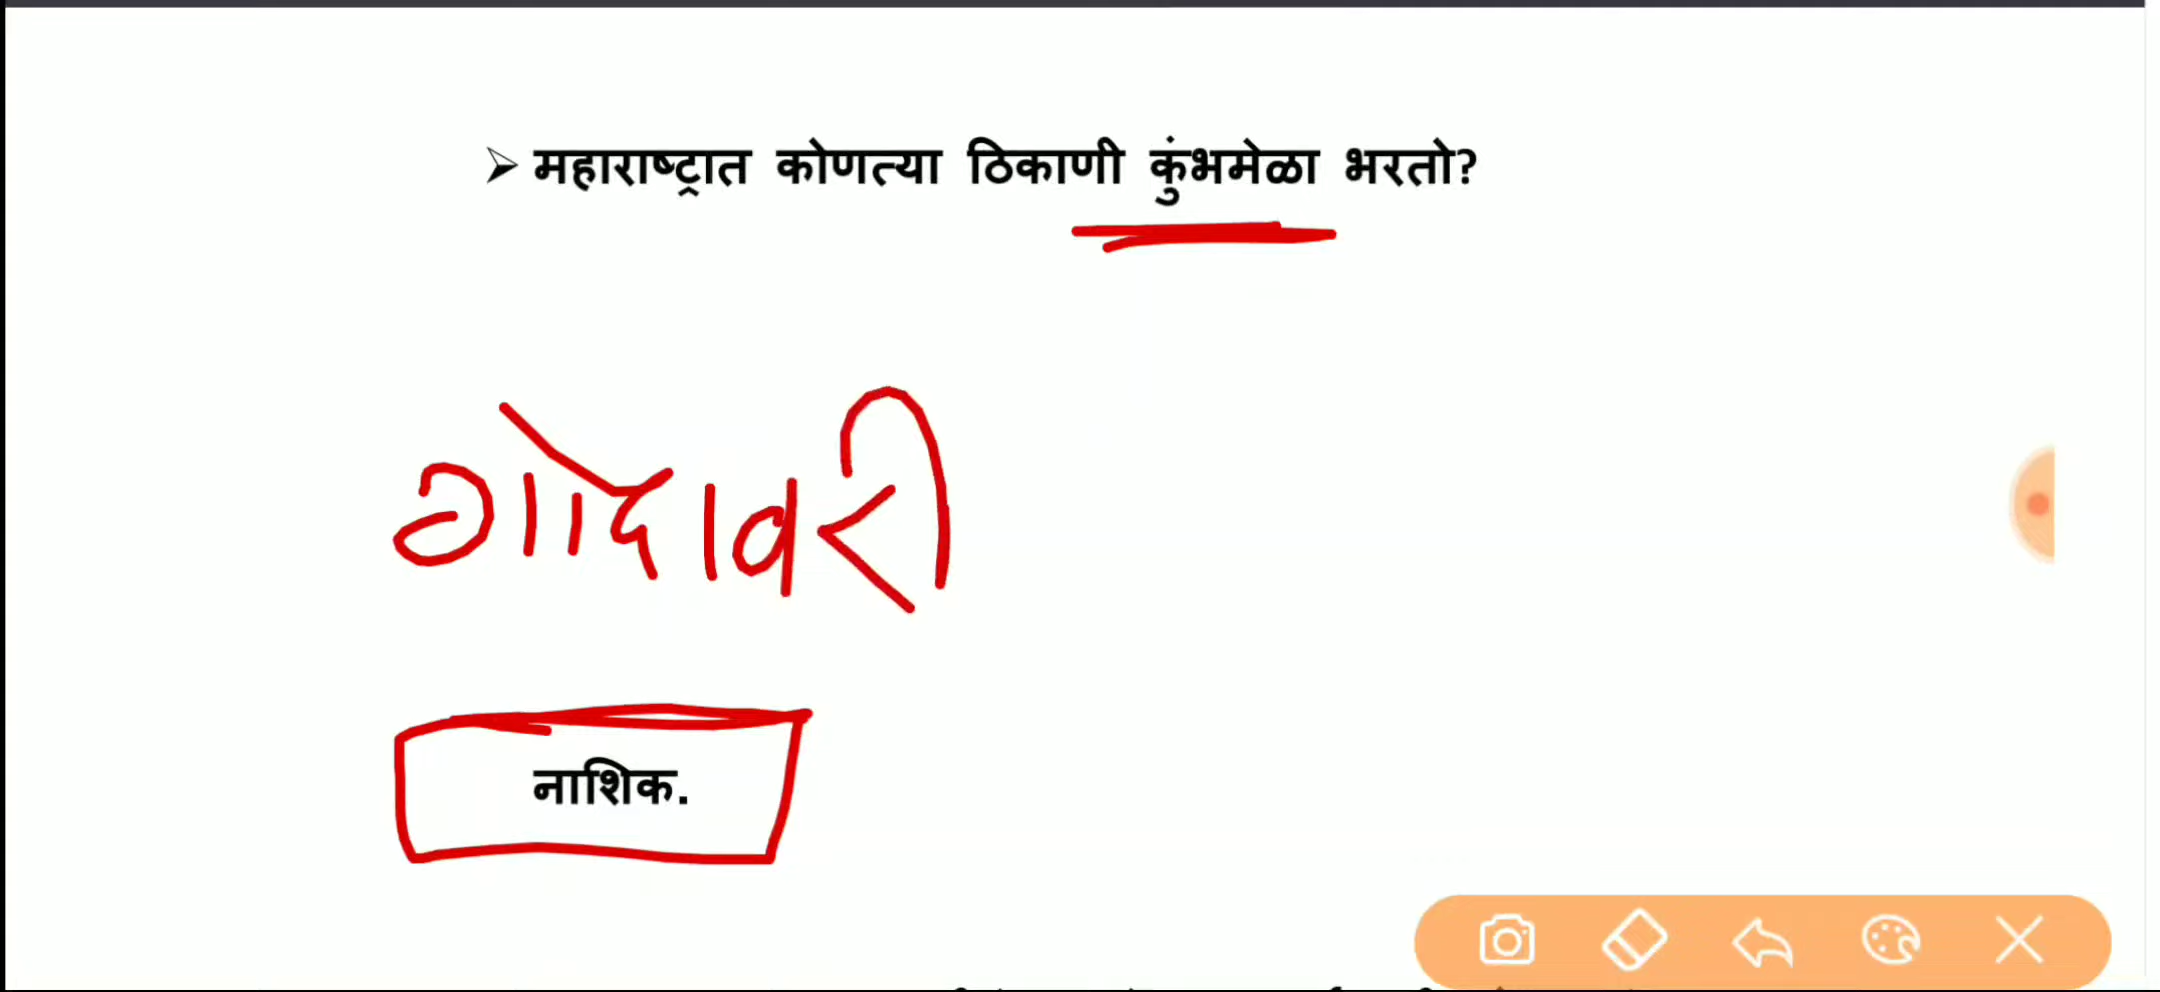 ➢ महाराष्ट्रात कोणत्या ठिकाणी कुंभमेळा भरतो?
गोदावरी
नाशिक.